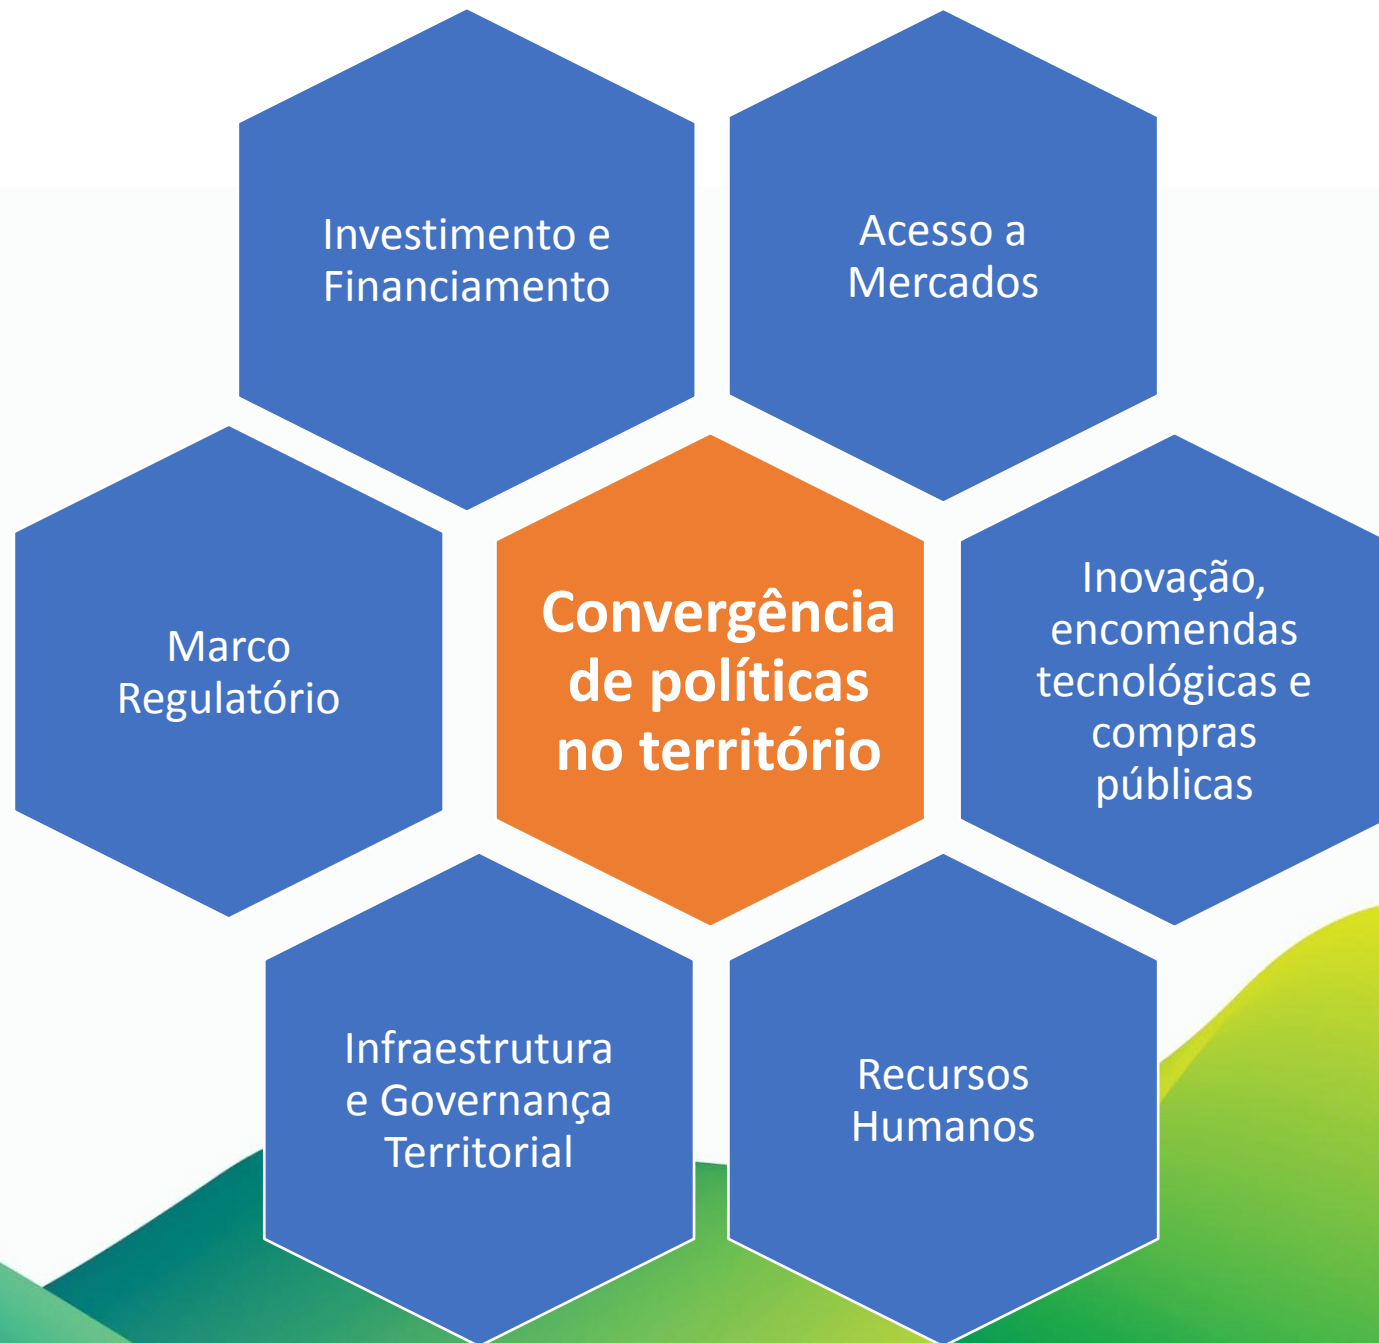 Investimento e
Financiamento
Acesso a
Mercados
Marco
Regulatório
Convergência
de políticas
no território
Inovação,
encomendas
tecnológicas e
compras
públicas
Infraestrutura
e Governança
Territorial
Recursos
Humanos